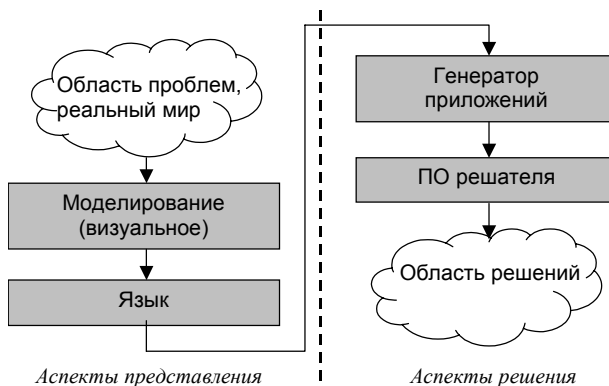 Область проблем,
реальный мир
Моделирование
(визуальное)
Язык
Аспекты представления
Генератор
приложений
ПО решателя
Область решений
Аспекты решения